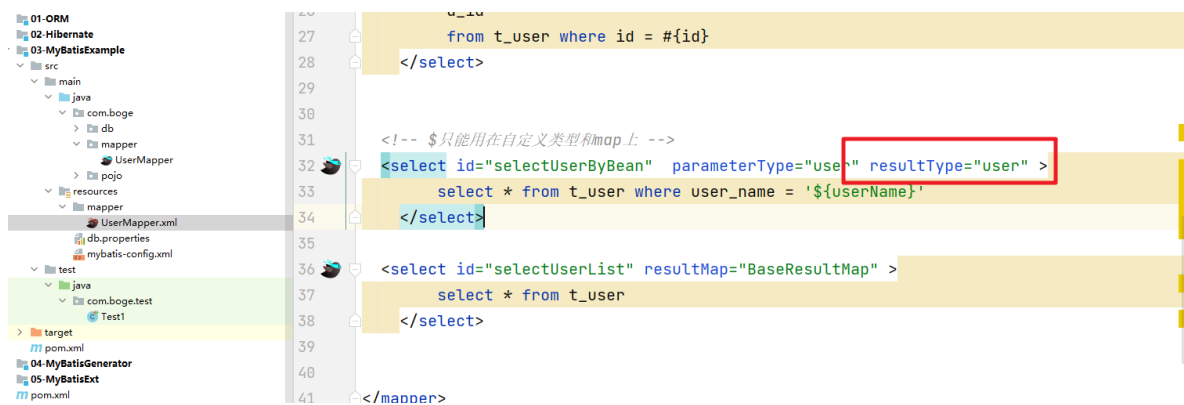 01-ORM
02-Hibernate
03-MyBatisExample
src
main
java
com.boge
db
mapper
UserMapper
pojo
resources
mapper
UserMapper.xml
db.properties
mybatis-config.xml
test
java
com.boge.test
Test1
target
pom.xml
04-MyBatisGenerator
05-MyBatisExt
pom.xml
27 from t_user where id = #{id}
28 </select>
29
30
31 <!-- $只能用在自定义类型和map上 -->
32 <select id="selectUserByBean" parameterType="user" resultType="user" >
33 select * from t_user where user_name = '${userName}'
34 </select>
35
36 <select id="selectUserList" resultMap="BaseResultMap" >
37 select * from t_user
38 </select>
39
40
41 </mapper>